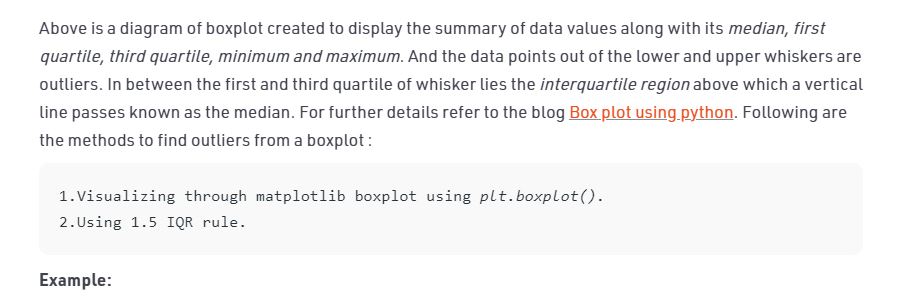 Above is a diagram of boxplot created to display the summary of data values along with its median, first
quartile, third quartile, minimum and maximum. And the data points out of the lower and upper whiskers are
outliers. In between the first and third quartile of whisker lies the interquartile region above which a vertical
line passes known as the median. For further details refer to the blog Box plot using python. Following are
the methods to find outliers from a boxplot :
1.Visualizing through matplotlib boxplot using plt.boxplot().
2.Using 1.5 IQR rule.
Example: